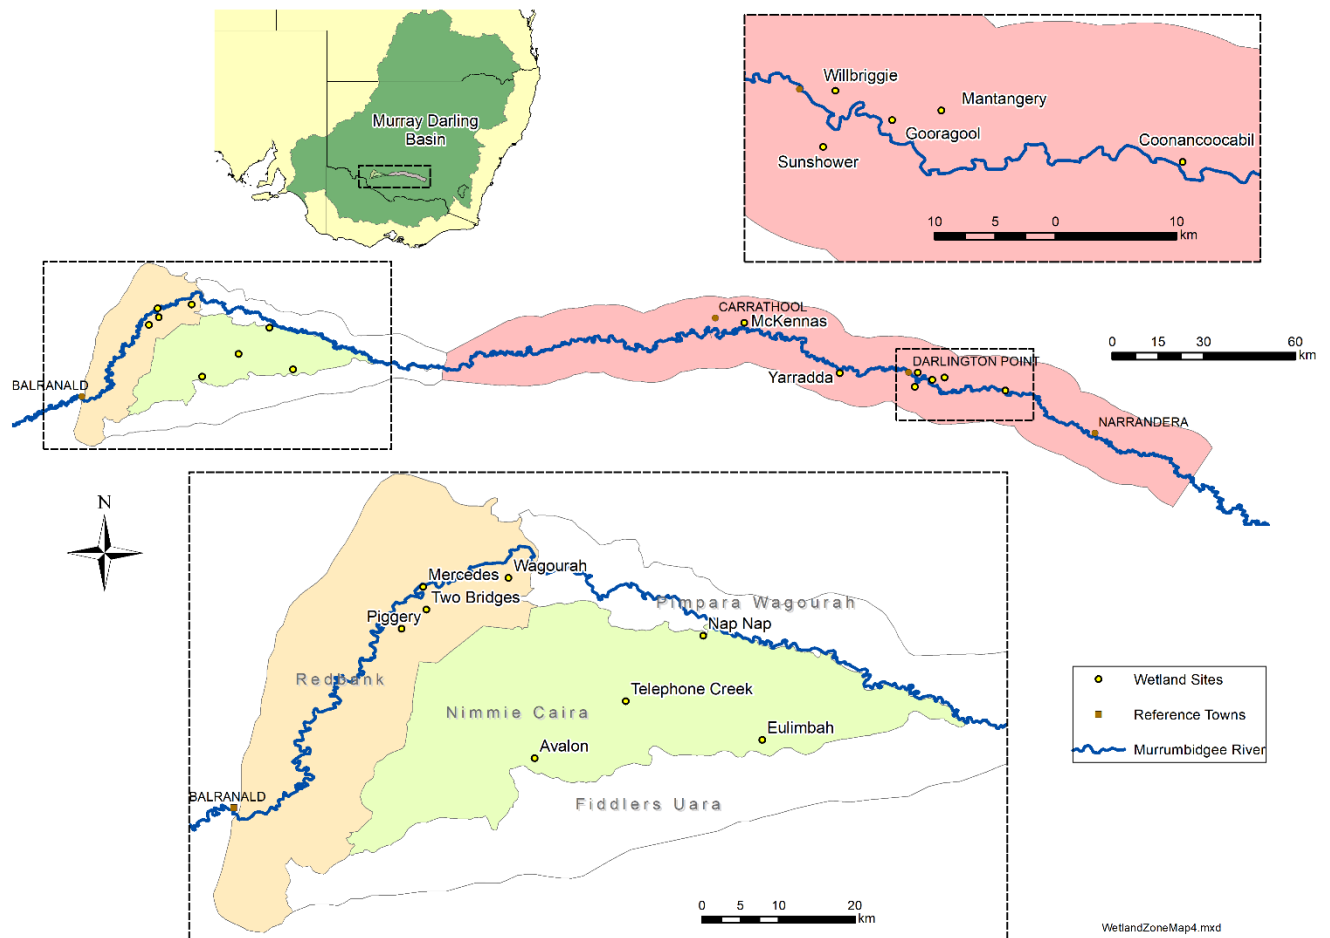 Murray Darling
Basin
Willbriggie
Mantangery
Gooragool
Sunshower
Coonancoocabil
10 0 10
km
CARRATHOOL
McKennas
Yarradda
DARLINGTON POINT
NARRANDERA
BALRANALD
0 15 30 60
km
N
Wagourah
Mercedes
Two Bridges
Piggery
Pimpara Wagourah
Nap Nap
Redbank
Telephone Creek
Nimmie Caira
Eulimbah
Avalon
BALRANALD
Fiddlers Uara
0 5 10 20
km
Wetland Sites
Reference Towns
Murrumbidgee River
WetlandZoneMap4.mxd